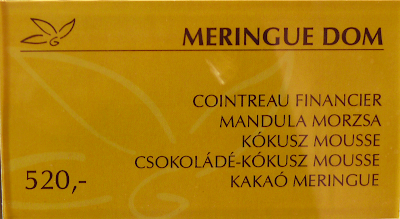 MERINGUE DOM
COINTREAU FINANCIER
MANDULA MORZSA
KÓKUSZ MOUSSE
CSOKOLÁDÉ-KÓKUSZ MOUSSE
520,- KAKAÓ MERINGUE